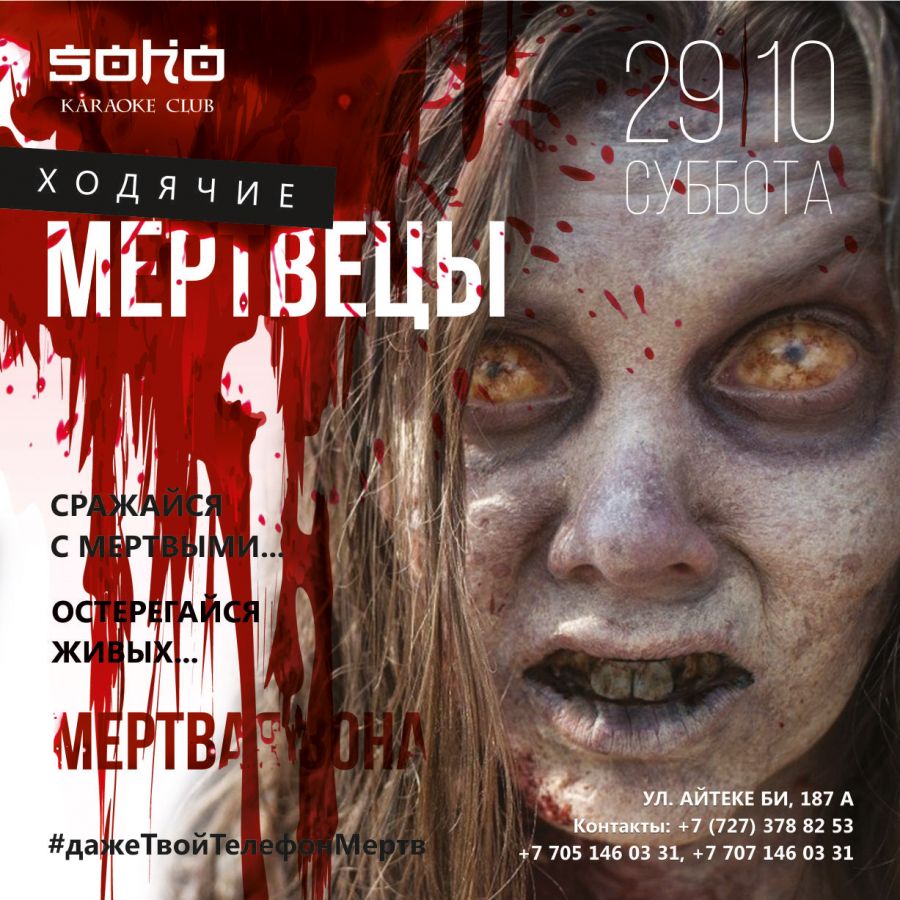 SOHO
KARAOKE CLUB
29|10
СУББОТА
ХОДЯЧИЕ
МЕРТВЕЦЫ
СРАЖАЙСЯ
С МЕРТВЫМИ...
ОСТЕРЕГАЙСЯ
ЖИВЫХ...
МЕРТВАЯ ЗОНА
#дажеТвойТелефонМертв
УЛ. АЙТЕКЕ БИ, 187 А
Контакты: +7 (727) 378 82 53
+7 705 146 03 31, +7 707 146 03 31